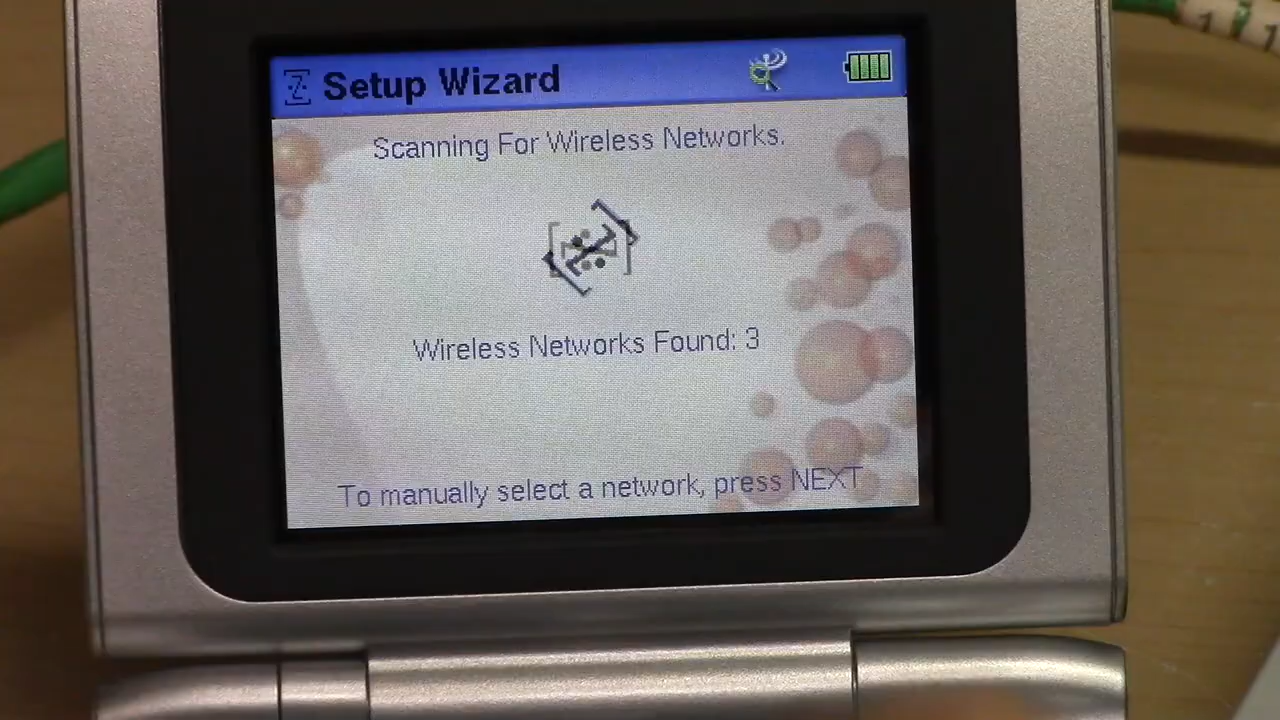 Setup Wizard
Scanning For Wireless Networks.
Wireless Networks Found: 3
To manually select a network, press NEXT